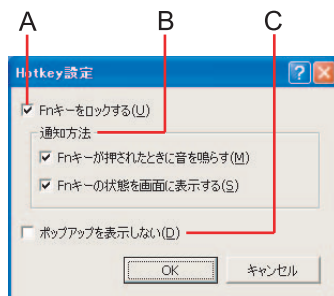 A B C
Hotkey設定
Fnキーをロックする(U)
通知方法
Fnキーが押されたときに音を鳴らす(M)
Fnキーの状態を画面に表示する(S)
ポップアップを表示しない(D)
OK キャンセル